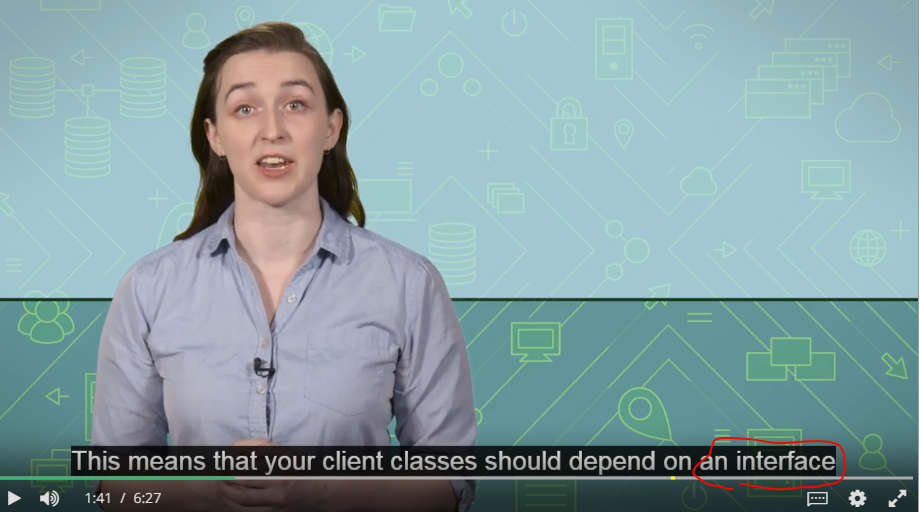 This means that your client classes should depend on an interface
1:41 / 6:27